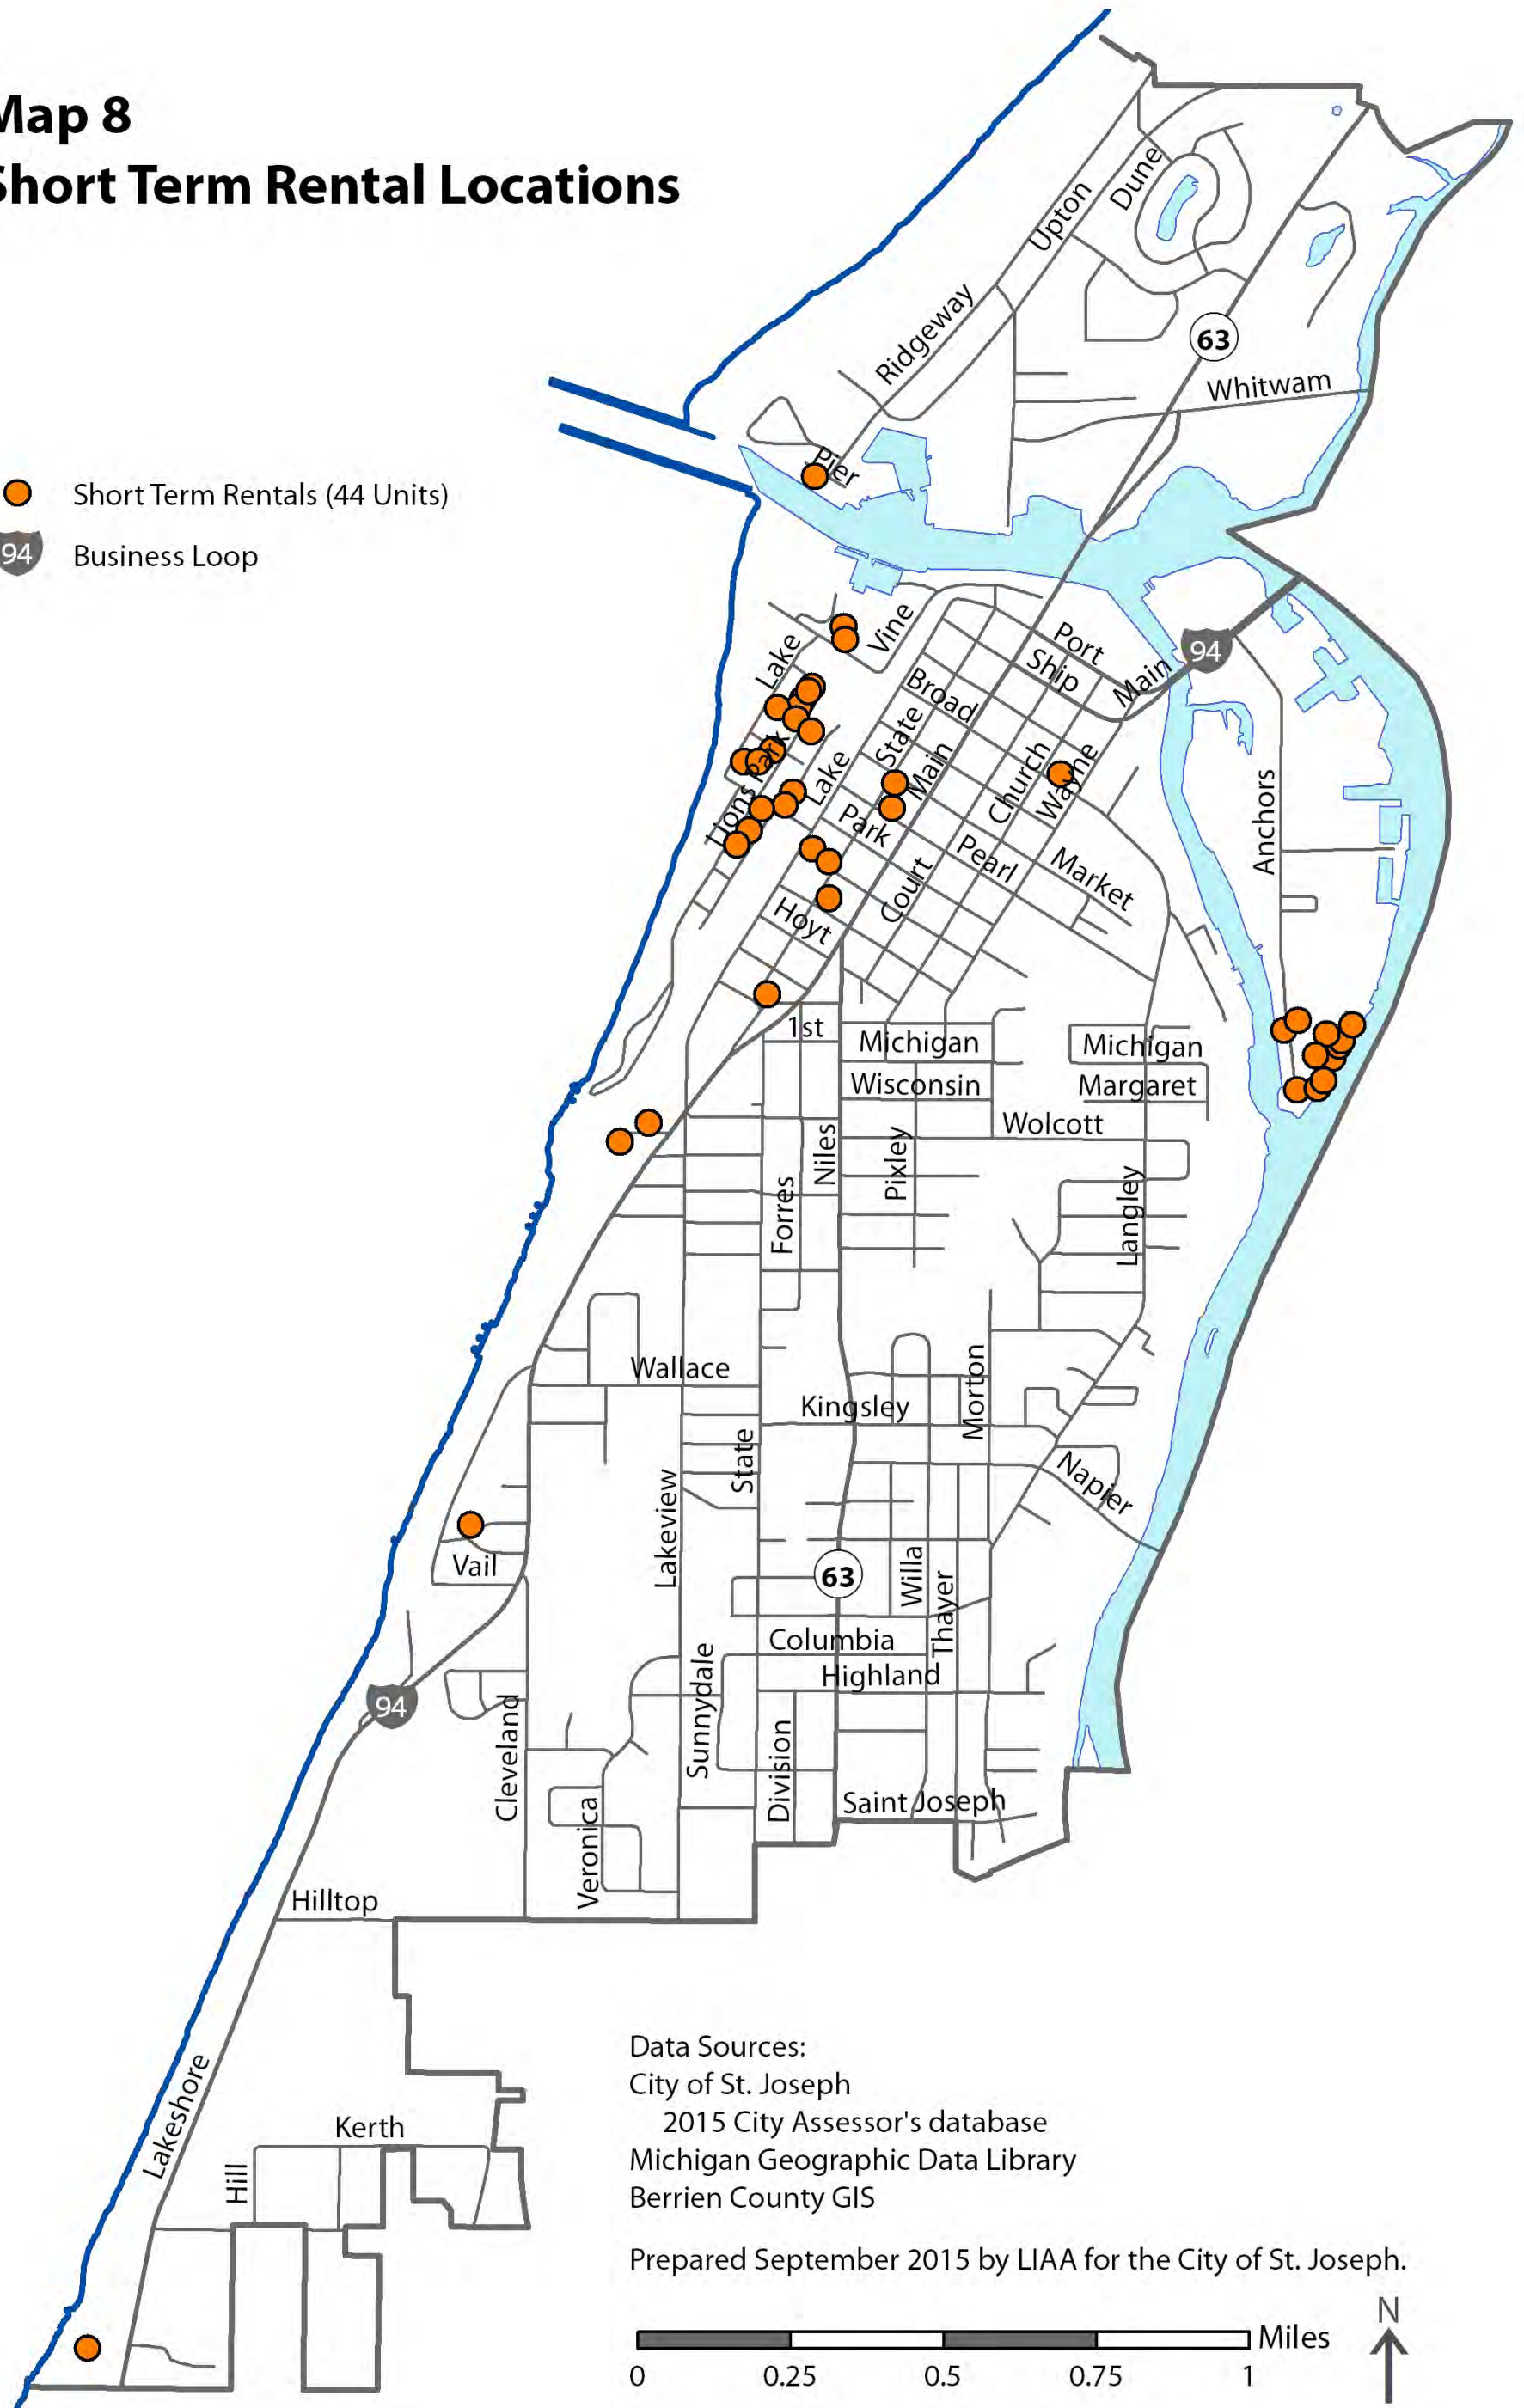 Map 8
Short Term Rental Locations
Short Term Rentals (44 Units)
94
Business Loop
Upton
Dune
Ridgeway
63
Whitwam
Pier
Vine
Lake
Port
Ship
Main
94
Broad
State
Main
Church
Wayne
Lions Park
Lake
Park
Pearl
Market
Court
Hoyt
Anchors
1st
Michigan
Michigan
Wisconsin
Margaret
Wolcott
Niles
Pixley
Forres
Langley
Wallace
Kingsley
Morton
State
Lakeview
Napier
Vail
63
Willa
Thayer
Columbia
Highland
Sunnydale
94
Cleveland
Division
Saint Joseph
Veronica
Hilltop
Lakeshore
Kerth
Hill
Data Sources:
City of St. Joseph
2015 City Assessor's database
Michigan Geographic Data Library
Berrien County GIS
Prepared September 2015 by LIAA for the City of St. Joseph.
N
Miles
0 0.25 0.5 0.75 1